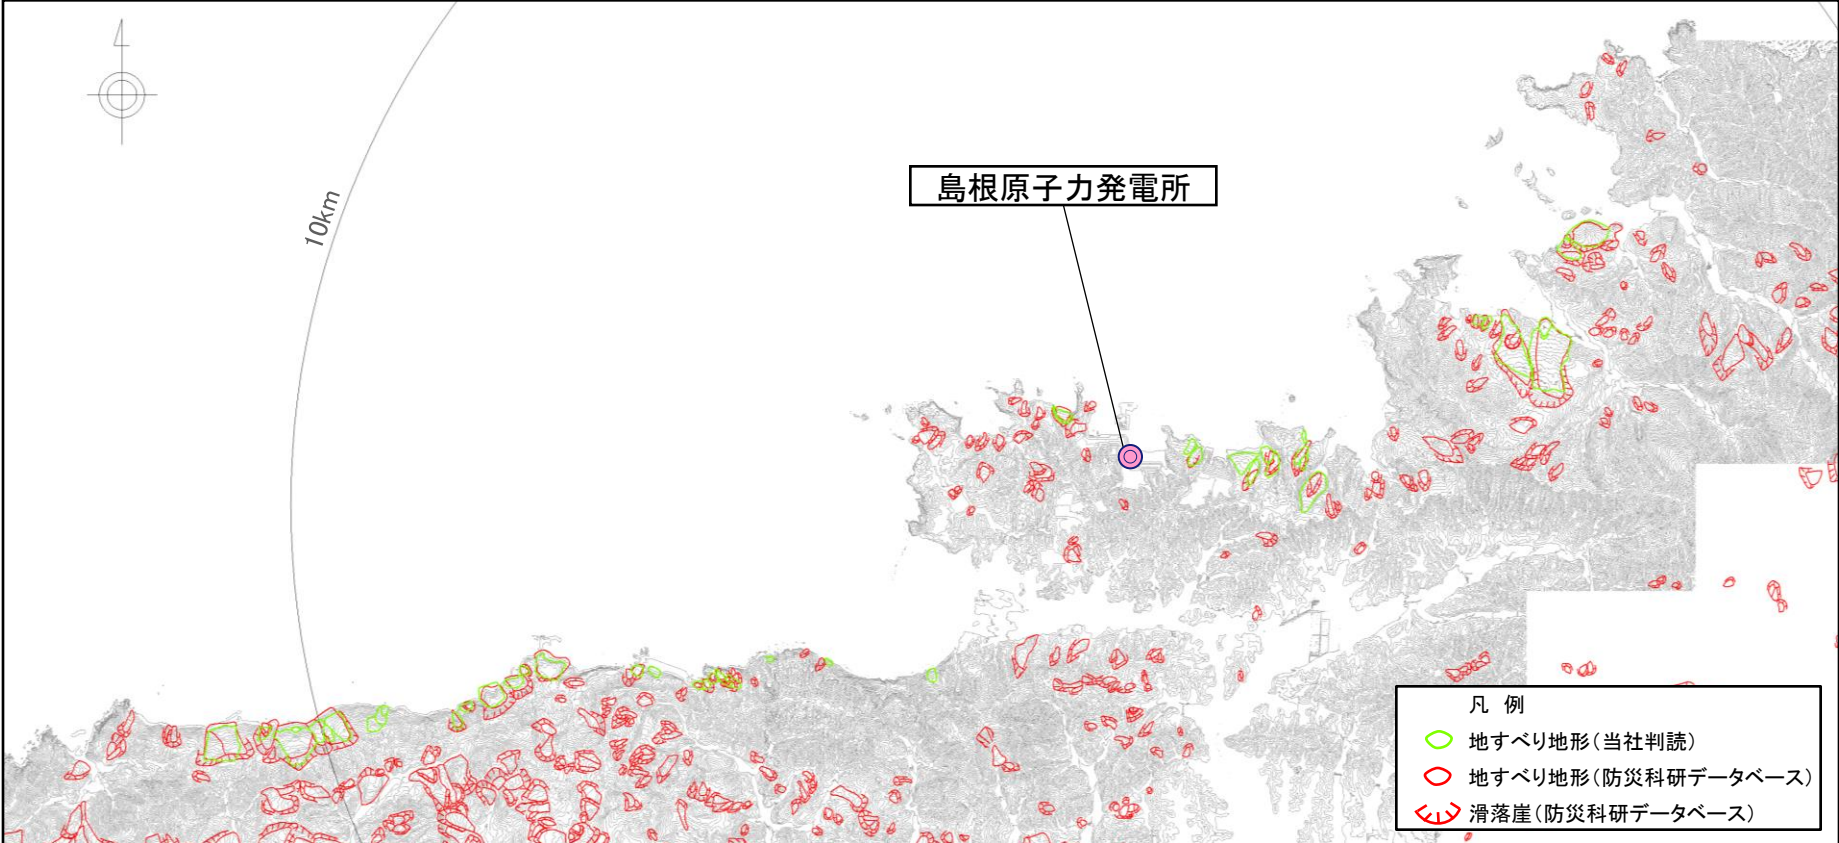 10km
島根原子力発電所
凡 例
地すべり地形(当社判読)
地すべり地形(防災科研データベース)
滑落崖(防災科研データベース)